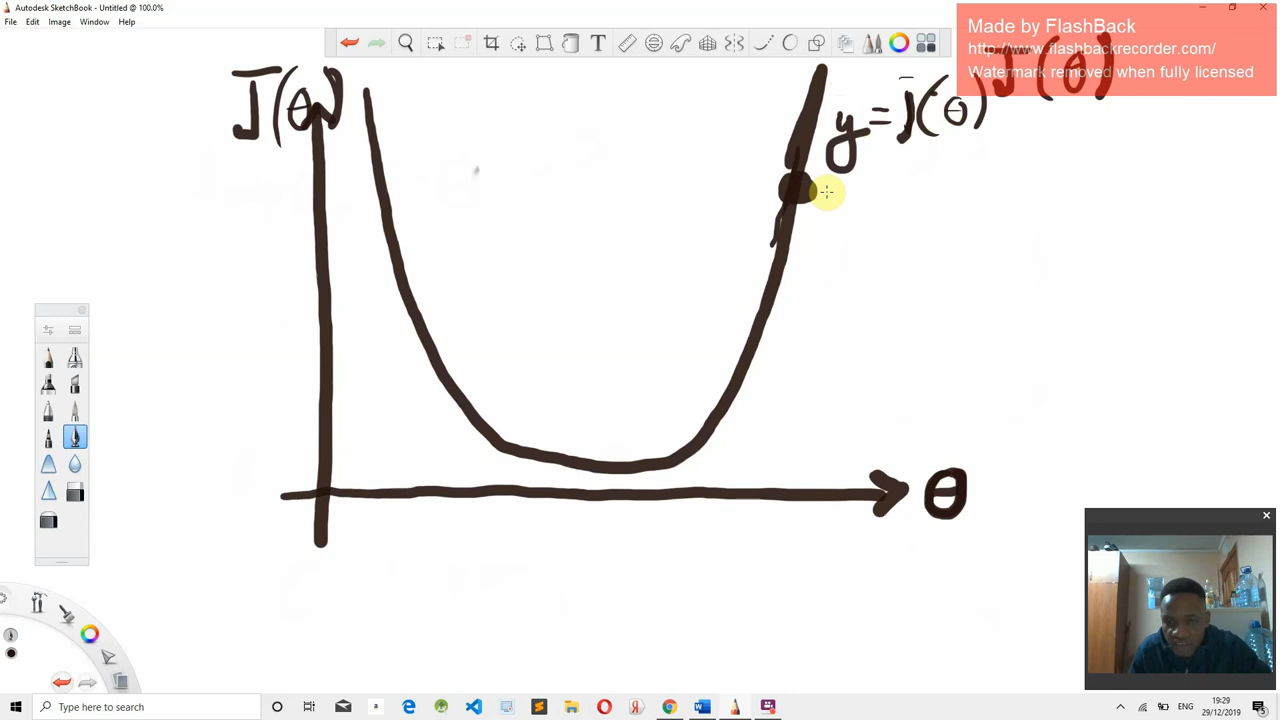 Autodesk SketchBook - Untitled @ 100.0%
File Edit Image Window Help
Made by FlashBack
http://www.flashbackrecorder.com/
Watermark removed when fully licensed
J(θ)
y = J(θ) J(θ)
θ
Type here to search
ENG
19:29
29/12/2019